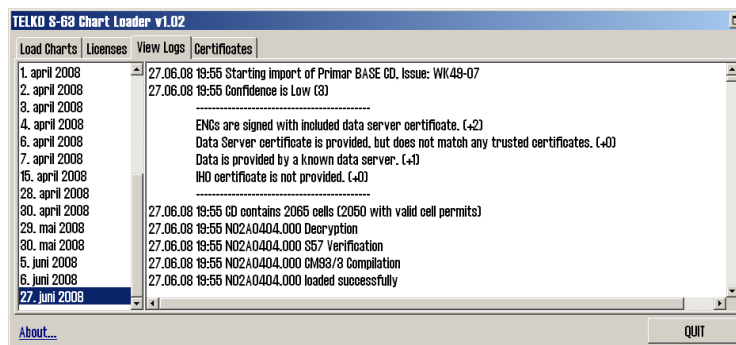 TELKO S-63 Chart Loader v1.02
Load Charts Licenses View Logs Certificates
1. april 2008
2. april 2008
3. april 2008
4. april 2008
6. april 2008
7. april 2008
15. april 2008
28. april 2008
30. april 2008
29. mai 2008
30. mai 2008
5. juni 2008
6. juni 2008
27. juni 2008
27.06.08 19:55 Starting import of Primar BASE CD, Issue: WK49-07
27.06.08 19:55 Confidence is Low (3)
-------------------------------------------
ENCs are signed with included data server certificate. (+2)
Data Server certificate is provided, but does not match any trusted certificates. (+0)
Data is provided by a known data server. (+1)
IHO certificate is not provided. (+0)
-------------------------------------------
27.06.08 19:55 CD contains 2065 cells (2050 with valid cell permits)
27.06.08 19:55 NO2A0404.000 Decryption
27.06.08 19:55 NO2A0404.000 S57 Verification
27.06.08 19:55 NO2A0404.000 CM93/3 Compilation
27.06.08 19:55 NO2A0404.000 loaded successfully
About...
QUIT